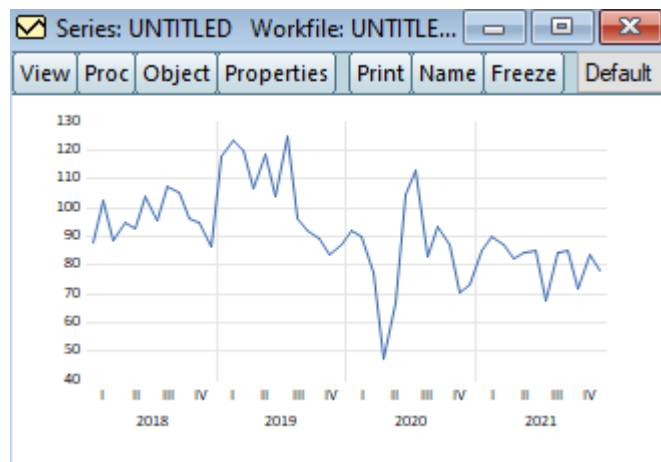 Series: UNTITLED Workfile: UNTITLE...
View Proc Object Properties Print Name Freeze Default
130
120
110
100
90
80
70
60
50
40
I II III IV I II III IV I II III IV I II III IV
2018 2019 2020 2021